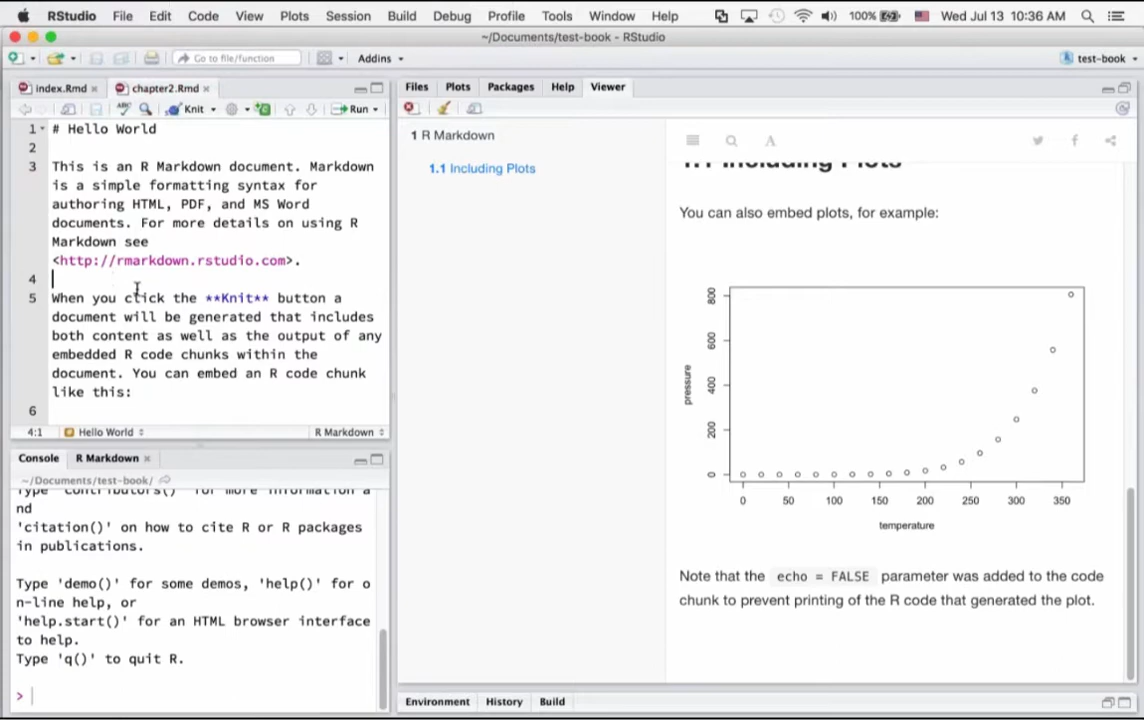 RStudio File Edit Code View Plots Session Build Debug Profile Tools Window Help 100% Wed Jul 13 10:36 AM
~/Documents/test-book - RStudio
Go to file/function Addins test-book
index.Rmd chapter2.Rmd
ABC Knit Run
1 # Hello World
2
3 This is an R Markdown document. Markdown
is a simple formatting syntax for
authoring HTML, PDF, and MS Word
documents. For more details on using R
Markdown see
<http://rmarkdown.rstudio.com>.
4
5 When you click the **Knit** button a
document will be generated that includes
both content as well as the output of any
embedded R code chunks within the
document. You can embed an R code chunk
like this:
6
4:1 Hello World R Markdown
Console R Markdown
~/Documents/test-book/
Type 'contributors()' for more information a
nd
'citation()' on how to cite R or R packages
in publications.
Type 'demo()' for some demos, 'help()' for o
n-line help, or
'help.start()' for an HTML browser interface
to help.
Type 'q()' to quit R.
>
Files Plots Packages Help Viewer
1 R Markdown
1.1 Including Plots
A
1.1 Including Plots
You can also embed plots, for example:
800
600
400
200
0
pressure
0 50 100 150 200 250 300 350
temperature
Note that the echo = FALSE parameter was added to the code
chunk to prevent printing of the R code that generated the plot.
Environment History Build